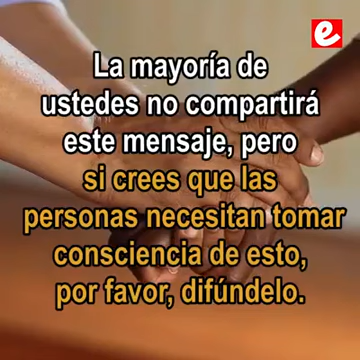 e
La mayoría de
ustedes no compartirá
este mensaje, pero
si crees que las
personas necesitan tomar
consciencia de esto,
por favor, difúndelo.